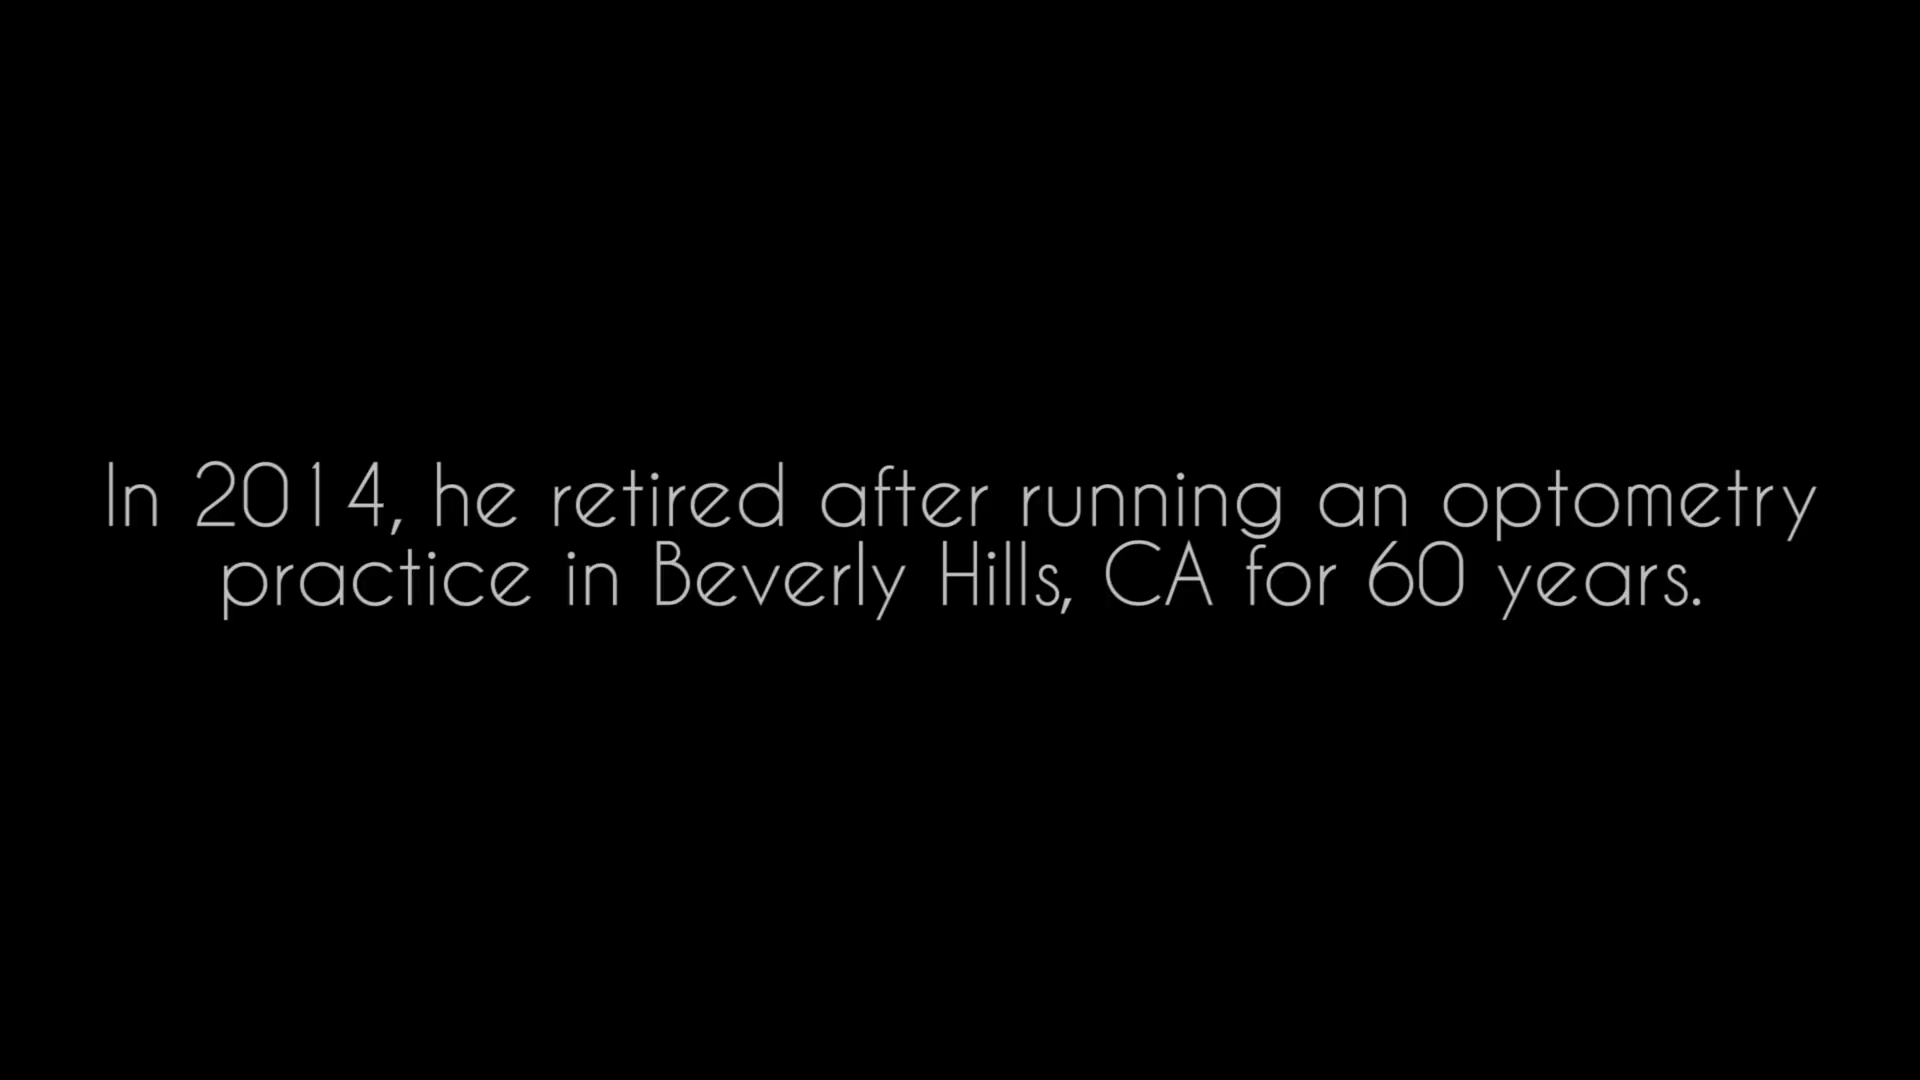 In 2014, he retired after running an optometry
practice in Beverly Hills, CA for 60 years.